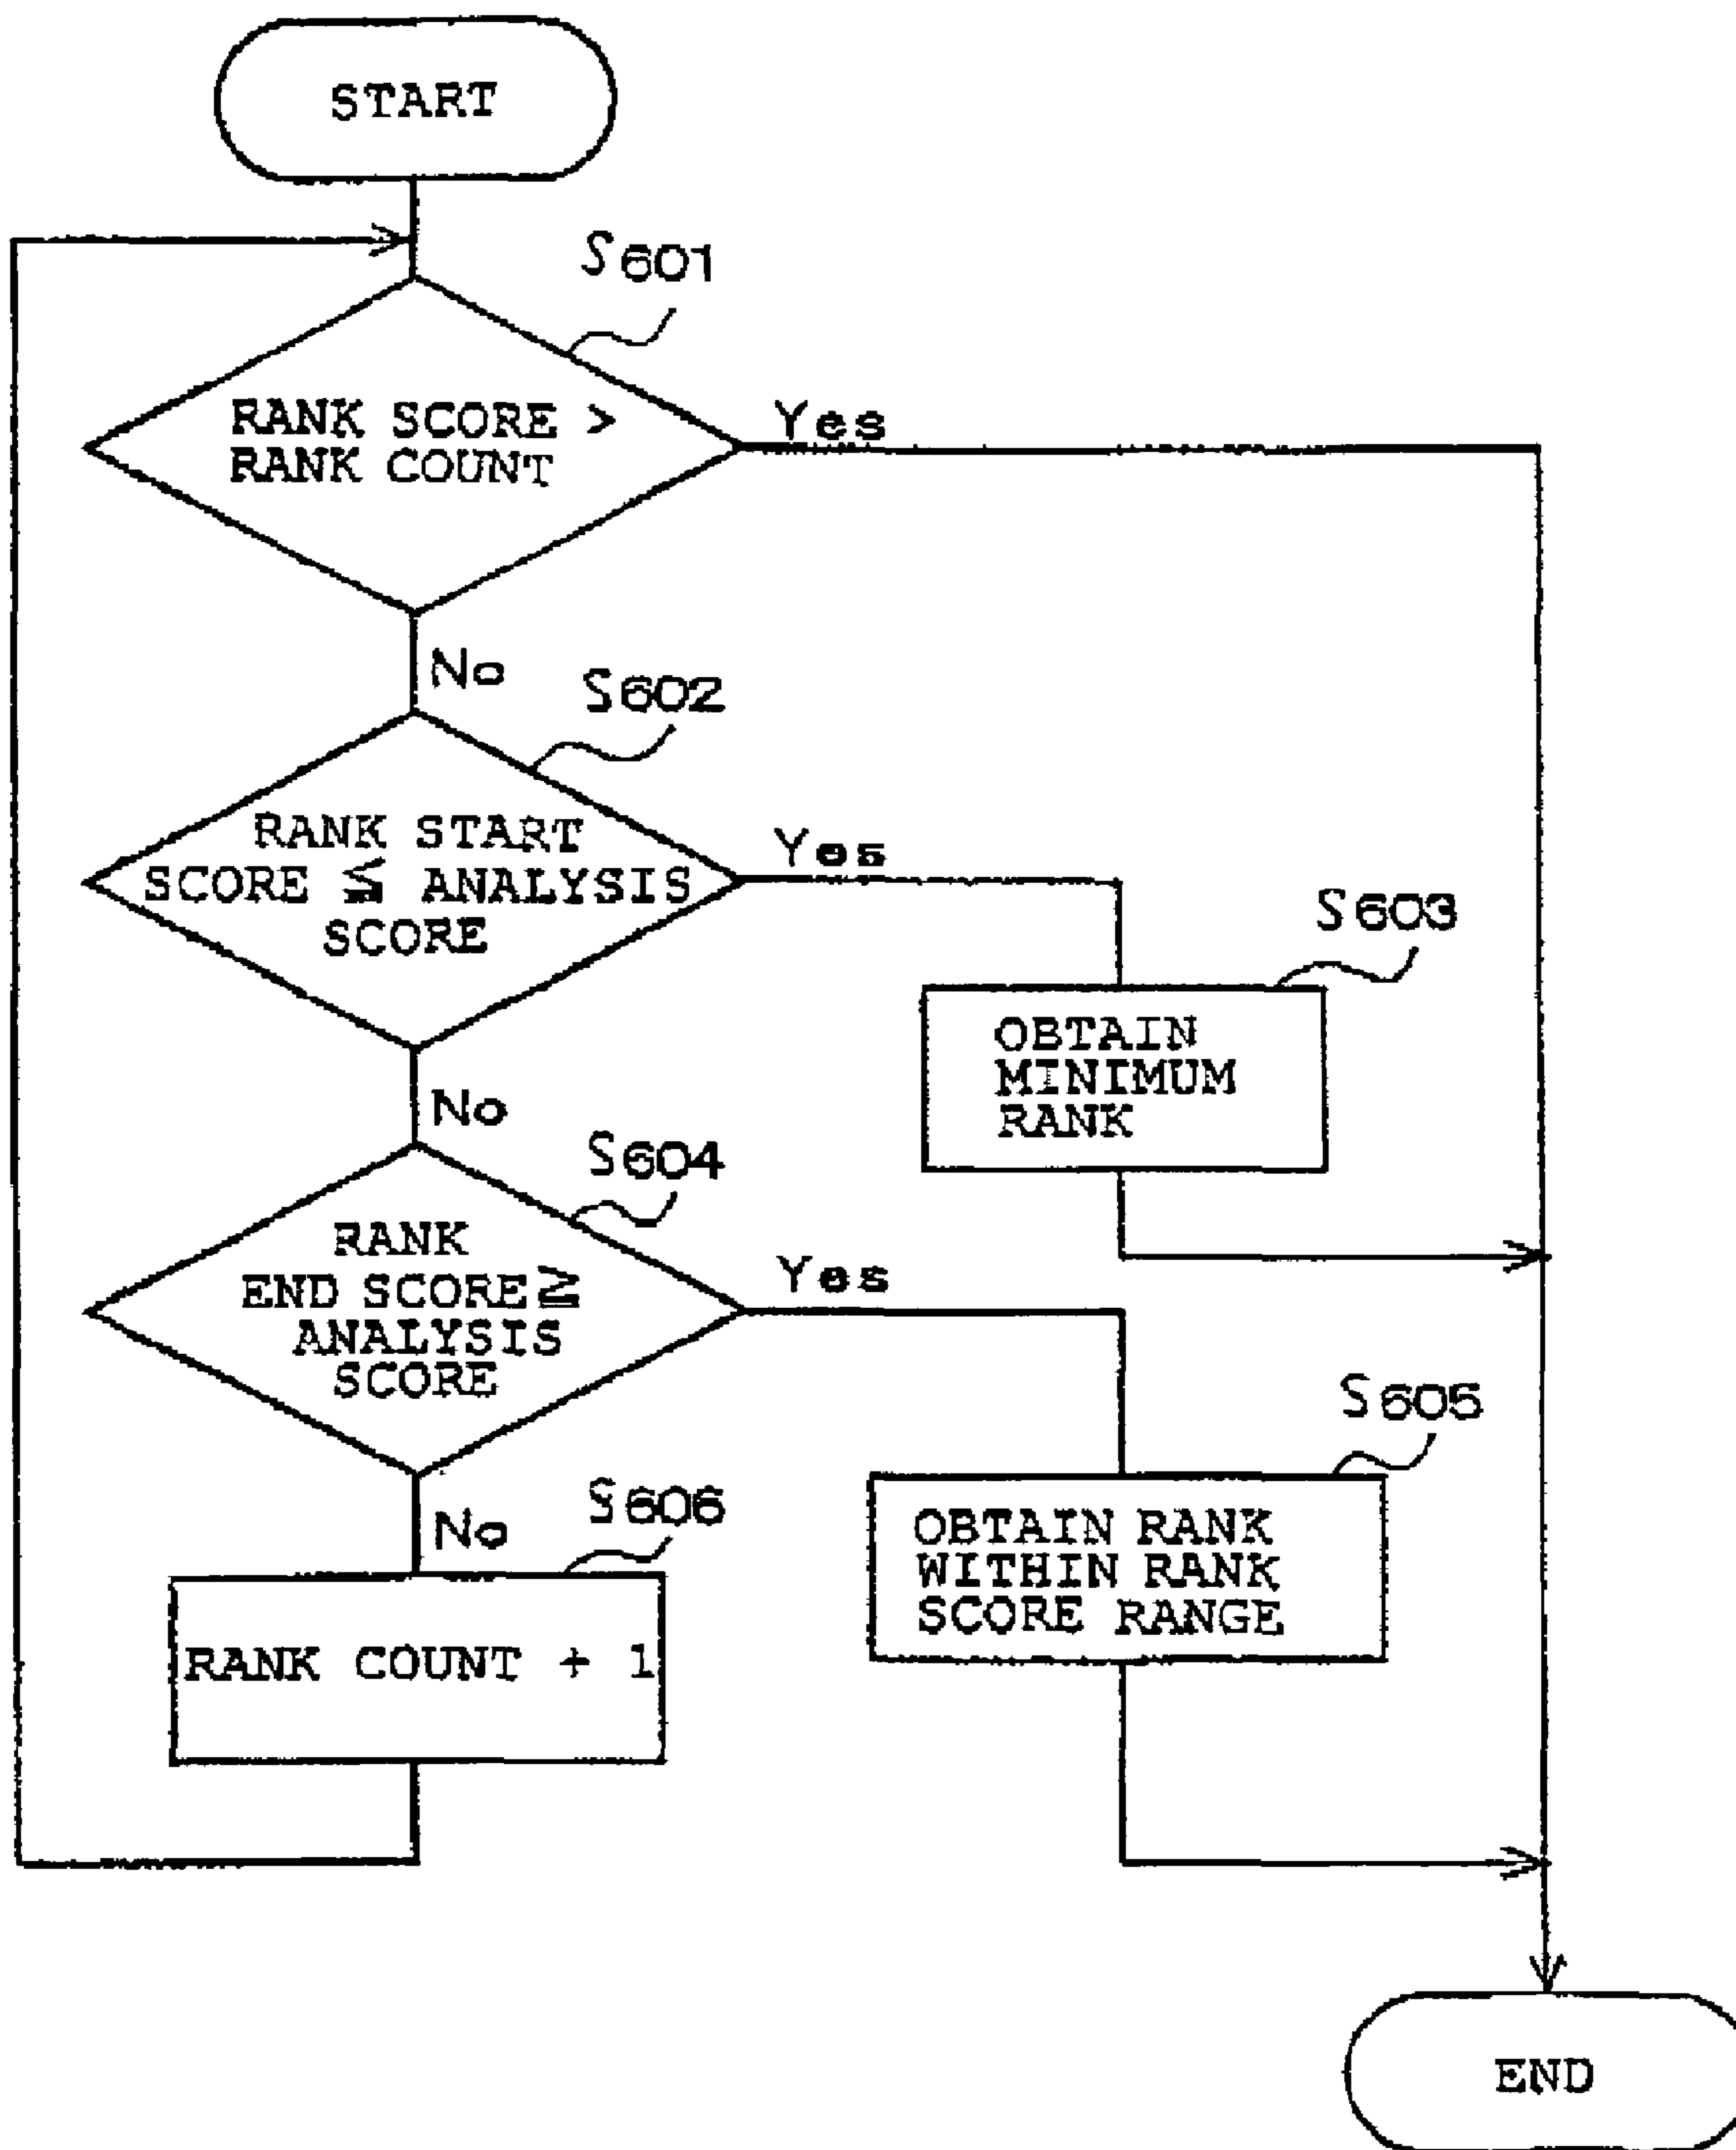 START
S601
RANK SCORE >
RANK COUNT
Yes
No
S602
RANK START
SCORE ≦ ANALYSIS
SCORE
Yes
S603
OBTAIN
MINIMUM
RANK
No
S604
RANK
END SCORE ≧
ANALYSIS
SCORE
Yes
S605
OBTAIN RANK
WITHIN RANK
SCORE RANGE
No
S606
RANK COUNT + 1
END